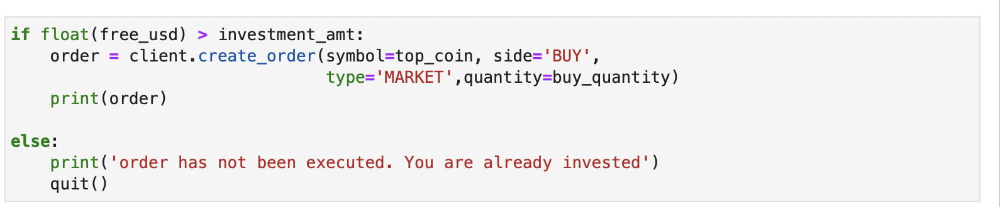 if float(free_usd) > investment_amt:
    order = client.create_order(symbol=top_coin, side='BUY',
                                type='MARKET',quantity=buy_quantity)
    print(order)

else:
    print('order has not been executed. You are already invested')
    quit()